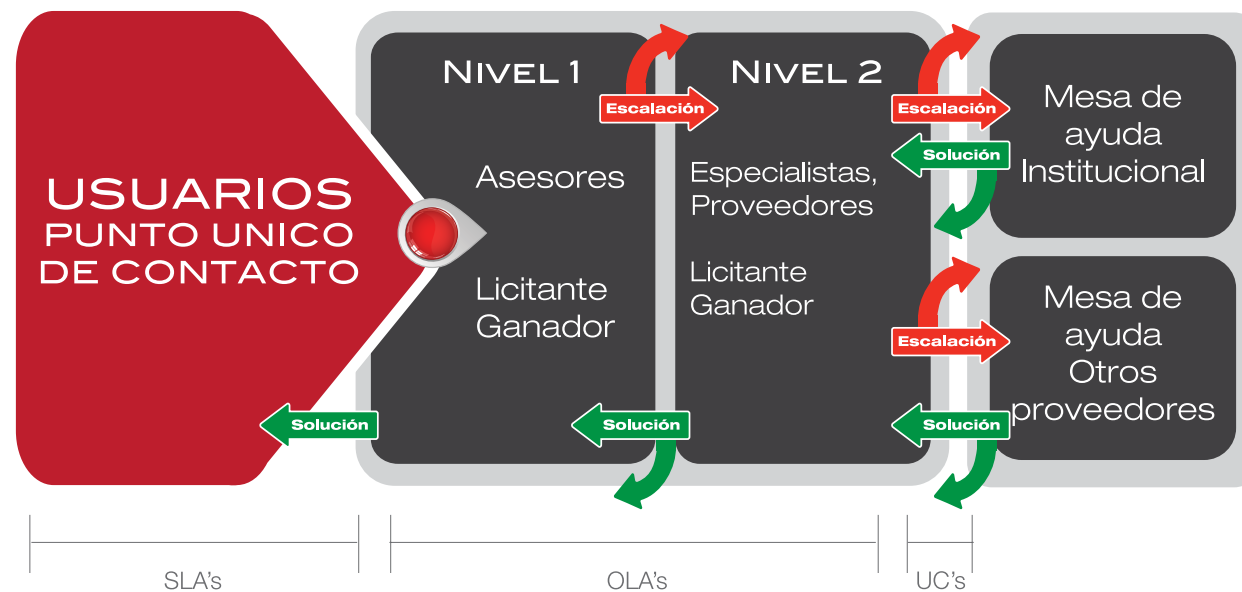 USUARIOS
PUNTO UNICO
DE CONTACTO
NIVEL 1
Asesores
Licitante
Ganador
NIVEL 2
Especialistas,
Proveedores
Licitante
Ganador
Escalación
Escalación
Solución
Mesa de
ayuda
Institucional
Escalación
Mesa de
ayuda
Otros
proveedores
Solución
Solución
Solución
SLA's
OLA's
UC's